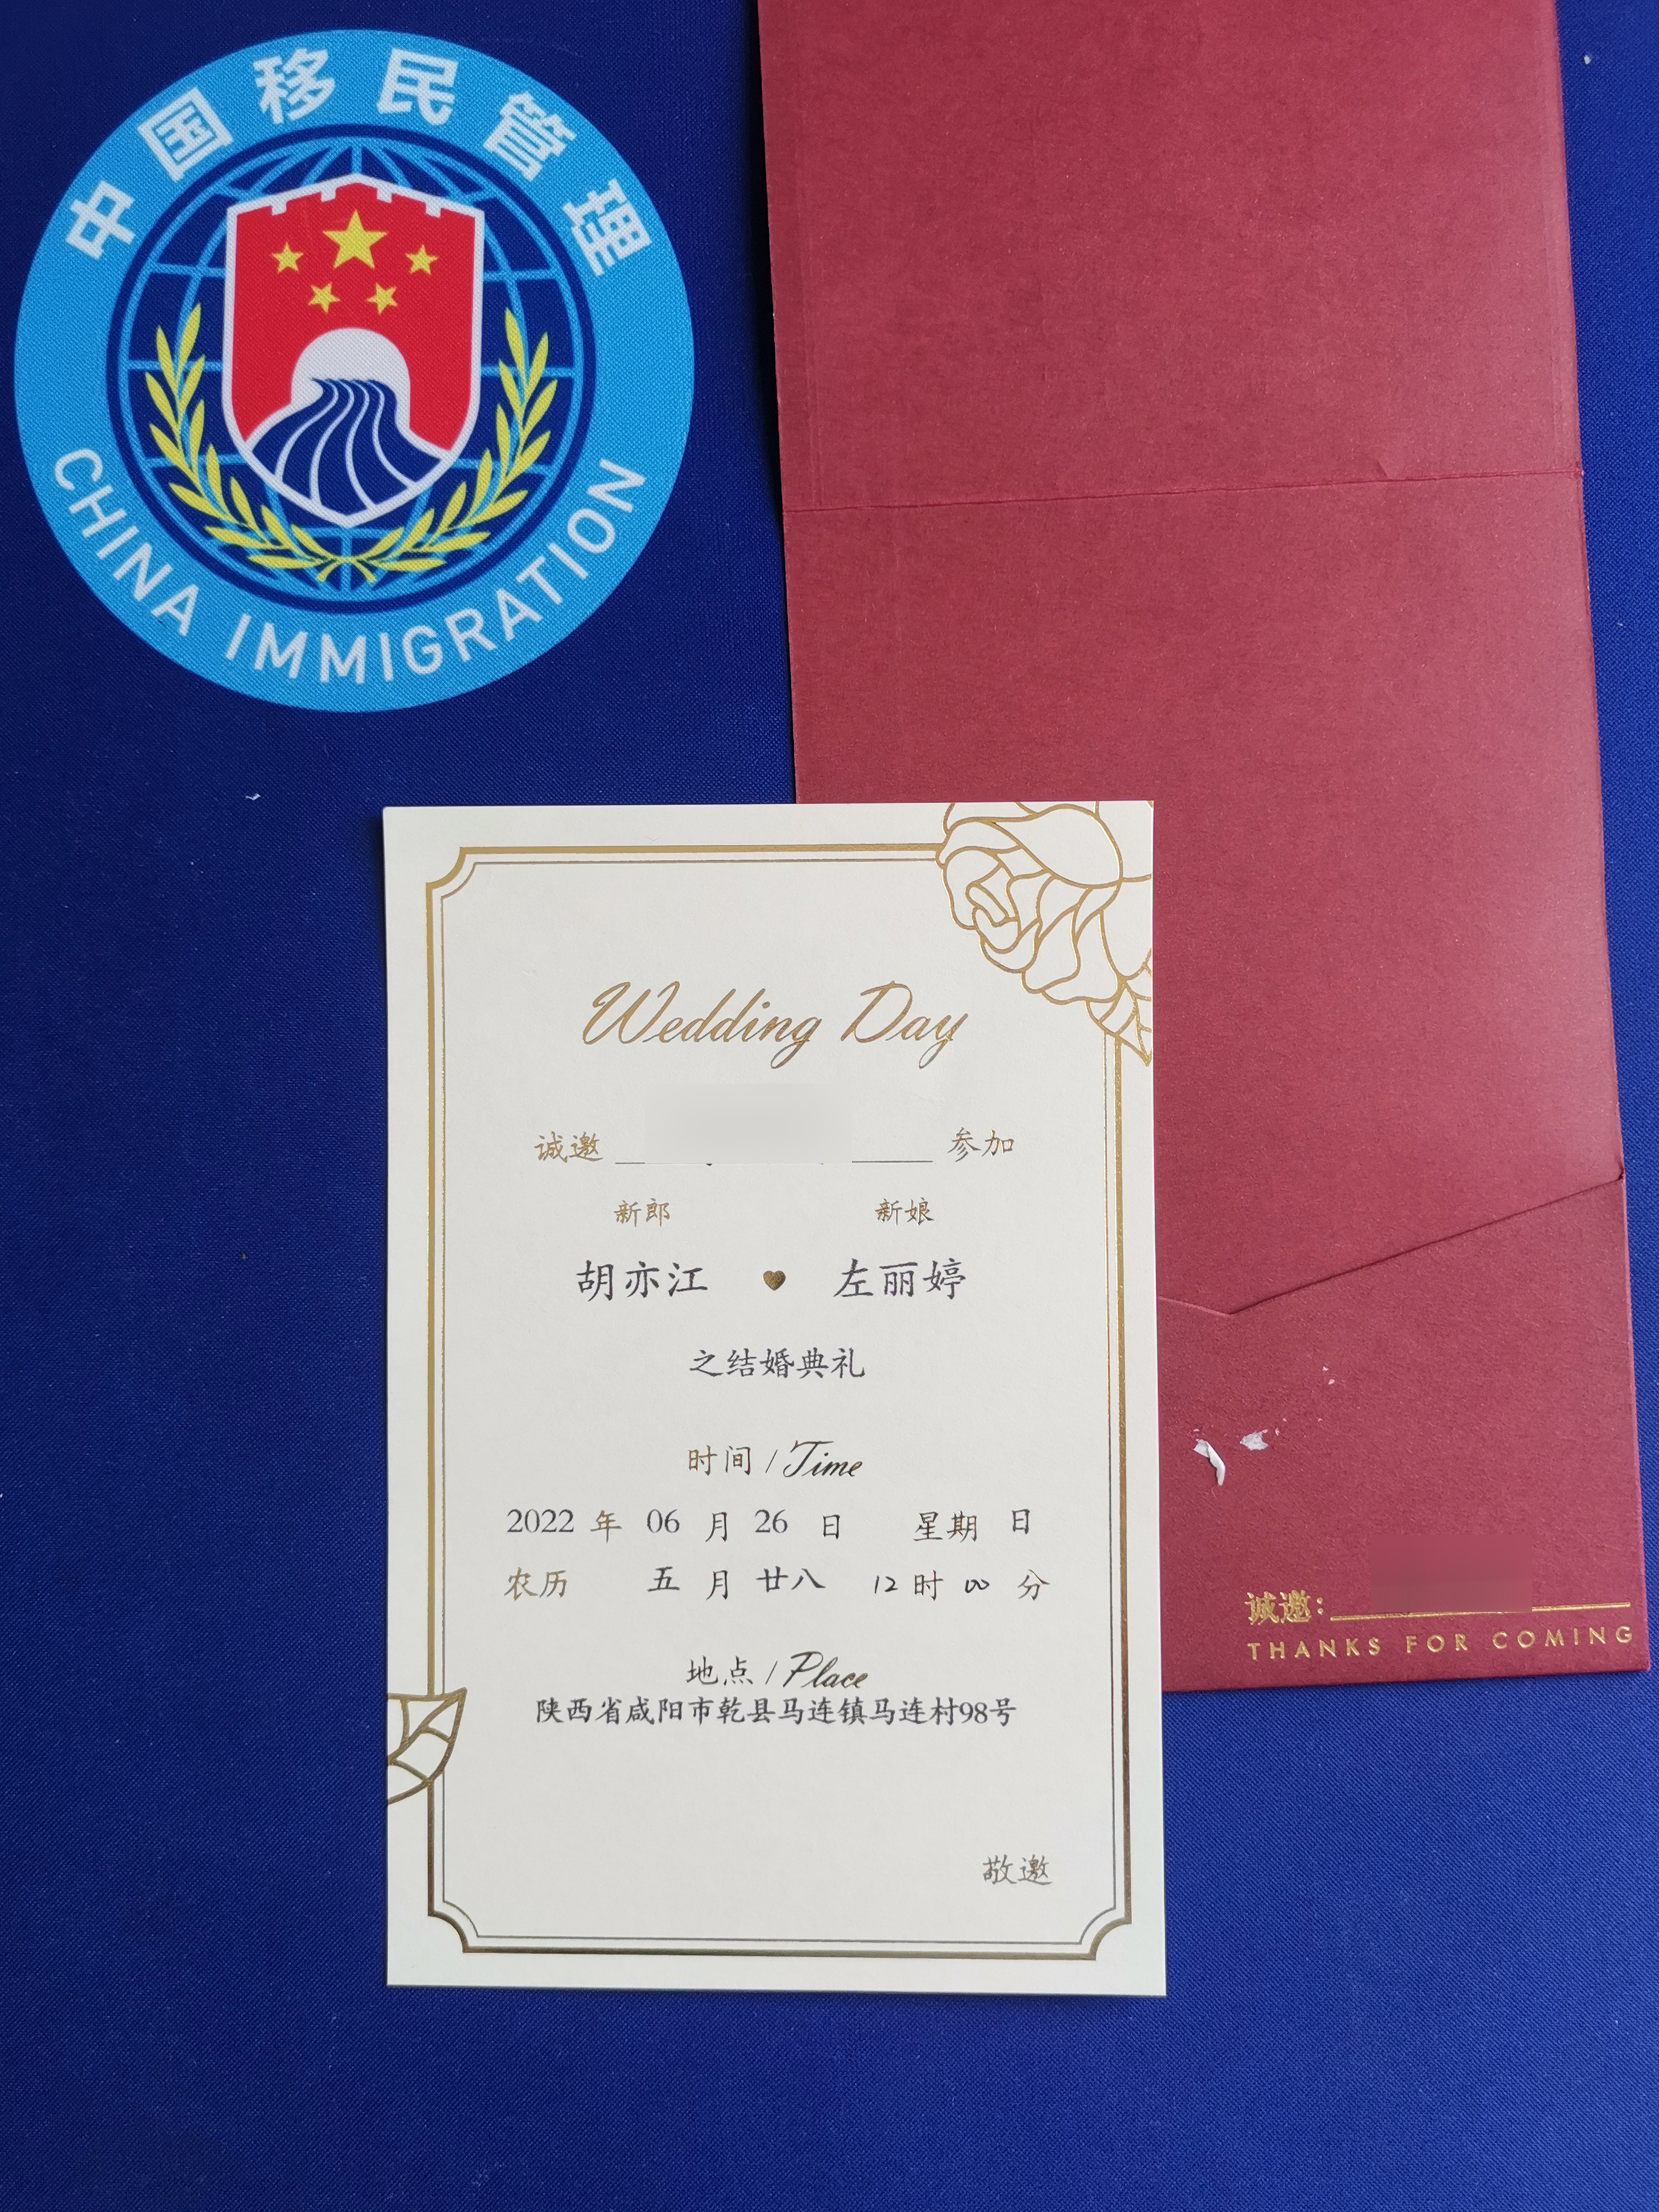 中国移民管理
CHINA IMMIGRATION
Wedding Day
诚邀 参加
新郎 新娘
胡亦江 左丽婷
之结婚典礼
时间/Time
2022 年 06 月 26 日 星期 日
农历 五 月 廿八 12 时 00 分
地点/Place
陕西省咸阳市乾县马连镇马连村98号
敬邀
诚邀：
THANKS FOR COMING